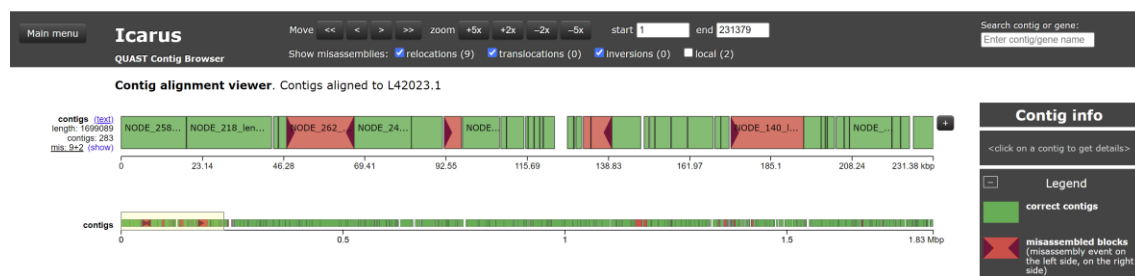 Main menu
Icarus
QUAST Contig Browser
Move << < > >> zoom +5x +2x −2x −5x start 1 end 231379
Show misassemblies: relocations (9) translocations (0) inversions (0) local (2)
Search contig or gene:
Enter contig/gene name
Contig alignment viewer. Contigs aligned to L42023.1
contigs (text)
length: 1699089
contigs: 283
mis: 9+2 (show)
NODE_258... NODE_218_len... NODE_262_... NODE_24... NODE... NODE_140_l... NODE_...
+
0 23.14 46.28 69.41 92.55 115.69 138.83 161.97 185.1 208.24 231.38 kbp
contigs
0 0.5 1 1.5 1.83 Mbp
Contig info
<click on a contig to get details>
− Legend
correct contigs
misassembled blocks
(misassembly event on
the left side, on the right
side)